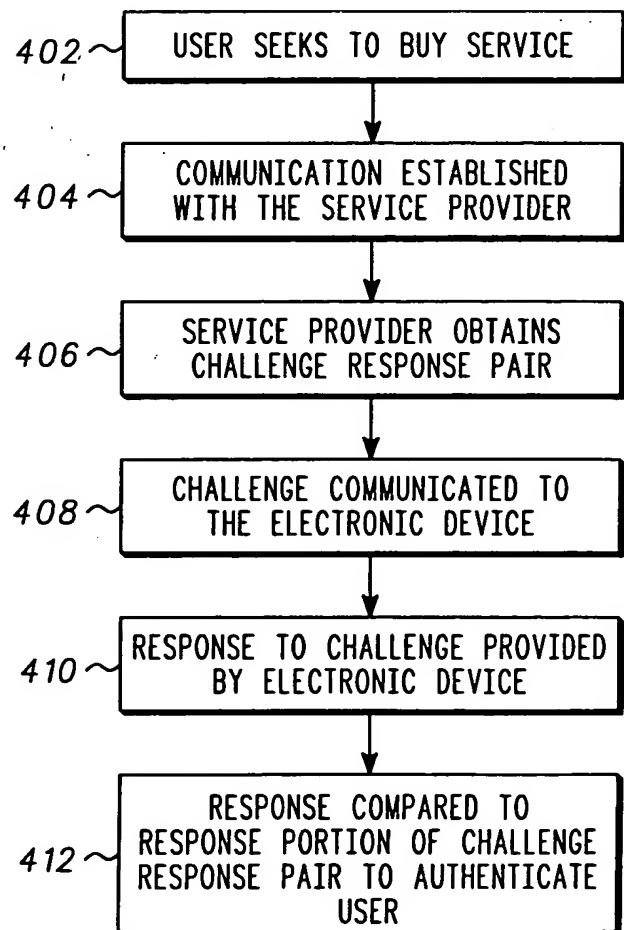 402
USER SEEKS TO BUY SERVICE
404
COMMUNICATION ESTABLISHED
WITH THE SERVICE PROVIDER
406
SERVICE PROVIDER OBTAINS
CHALLENGE RESPONSE PAIR
408
CHALLENGE COMMUNICATED TO
THE ELECTRONIC DEVICE
410
RESPONSE TO CHALLENGE PROVIDED
BY ELECTRONIC DEVICE
412
RESPONSE COMPARED TO
RESPONSE PORTION OF CHALLENGE
RESPONSE PAIR TO AUTHENTICATE
USER